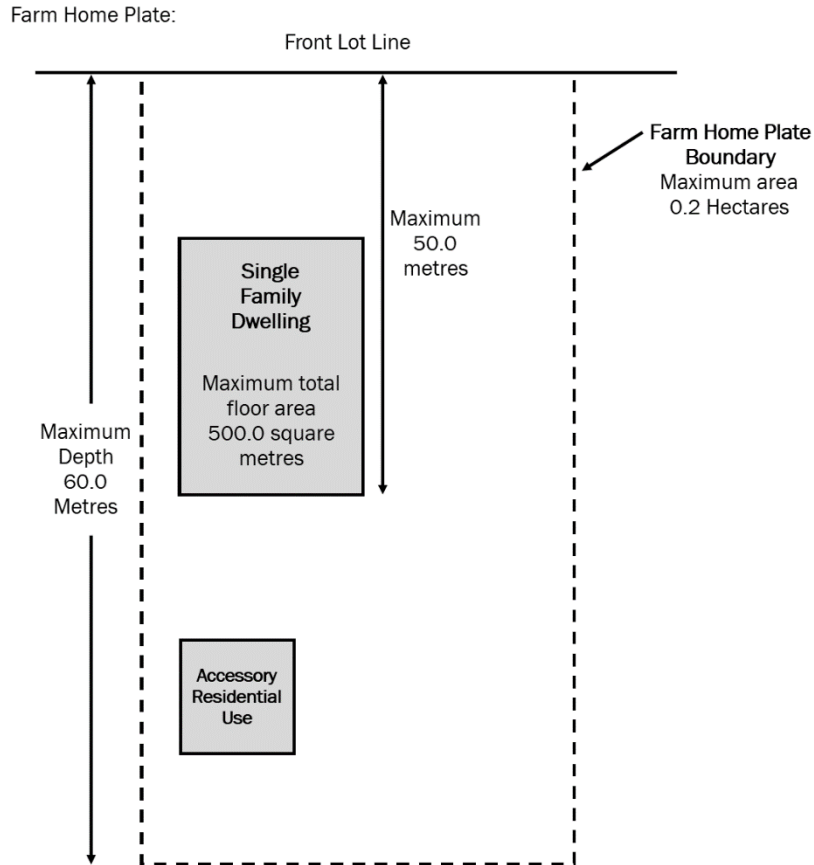 Farm Home Plate:
Front Lot Line
Farm Home Plate
Boundary
Maximum area
0.2 Hectares
Maximum
50.0
metres
Single
Family
Dwelling
Maximum total
floor area
500.0 square
metres
Maximum
Depth
60.0
Metres
Accessory
Residential
Use